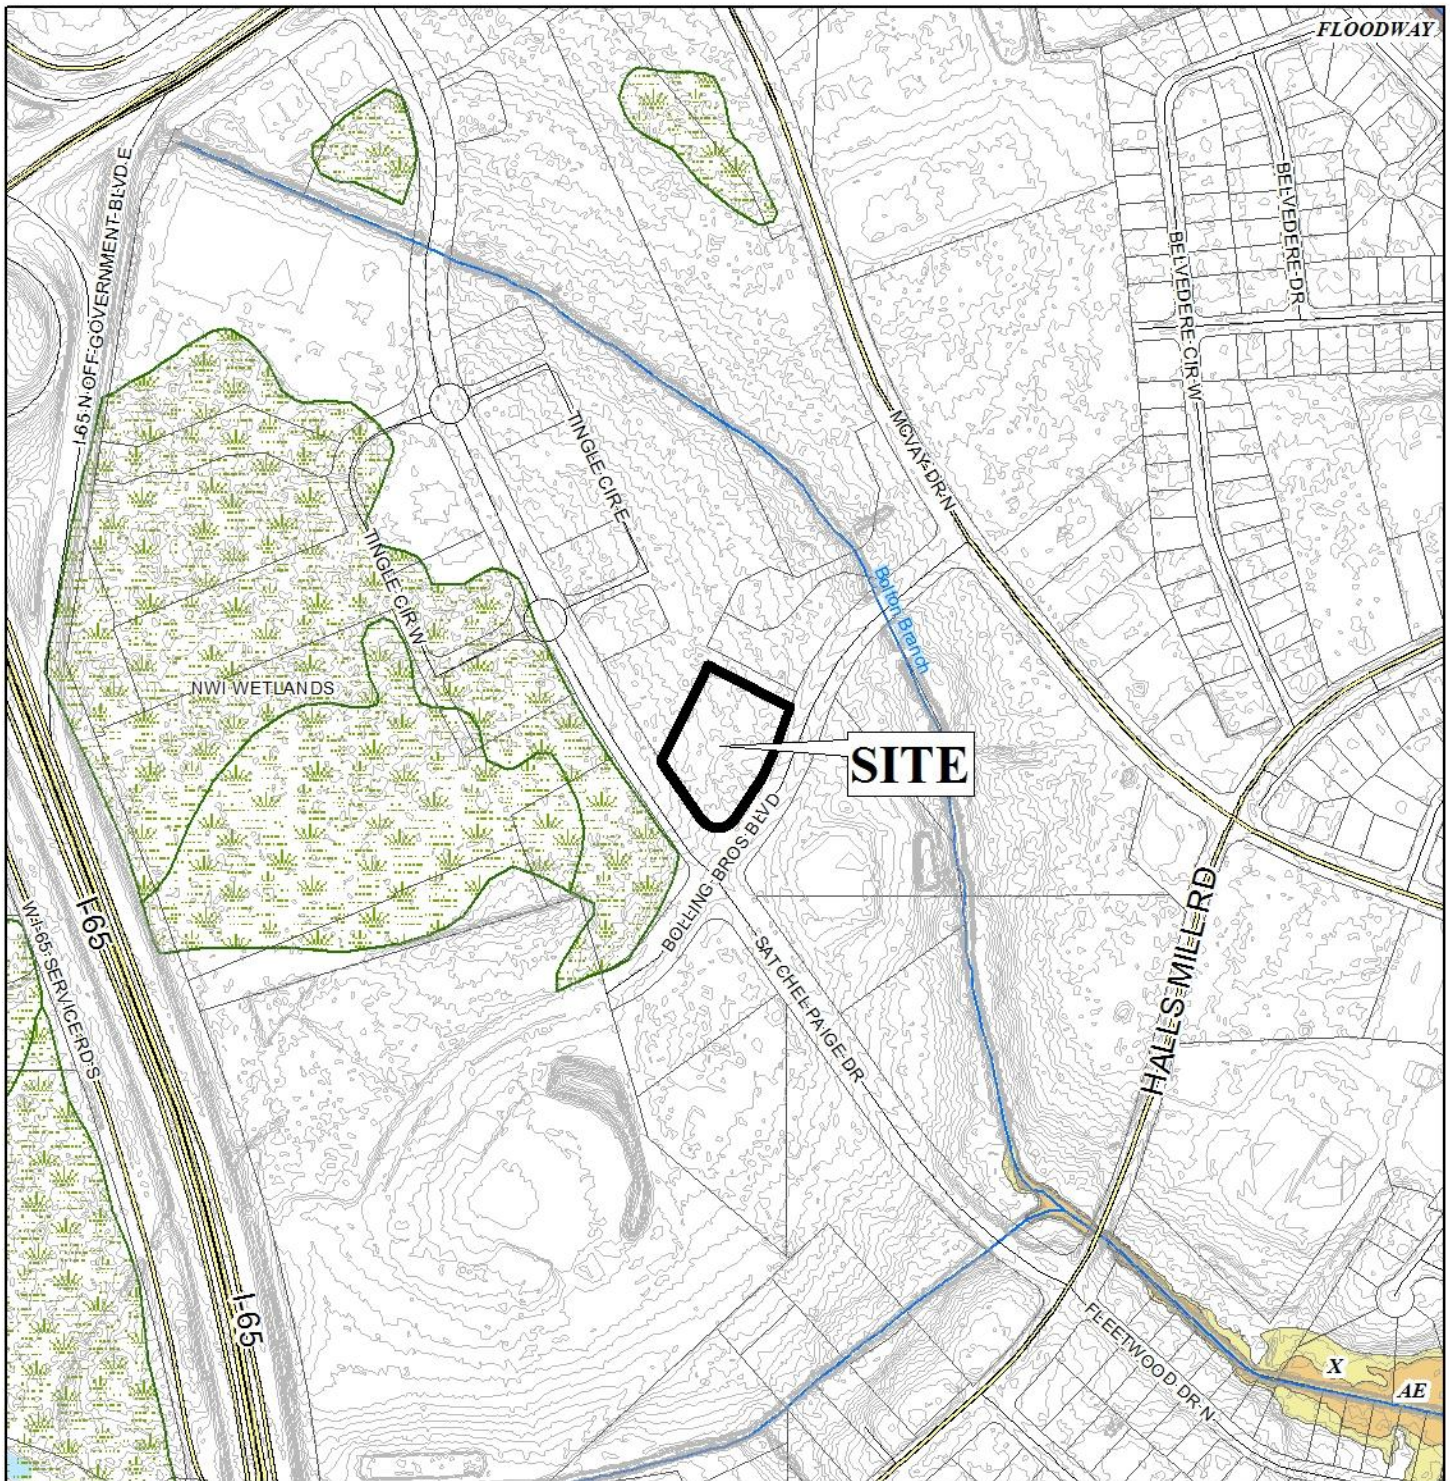 FLOODWAY
I-65 N OFF GOVERNMENT BLVD E
BELVEDERE DR
BELVEDERE CIR W
TINGLE CIR E
MCVAY DR N
TINGLE CIR W
Bolton Branch
NWI WETLANDS
SITE
BOLLING BROS BLVD
I-65
W I-65 SERVICE RD S
SATCHEL PAIGE DR
HALLS MILL RD
I-65
FLEETWOOD DR N
X
AE